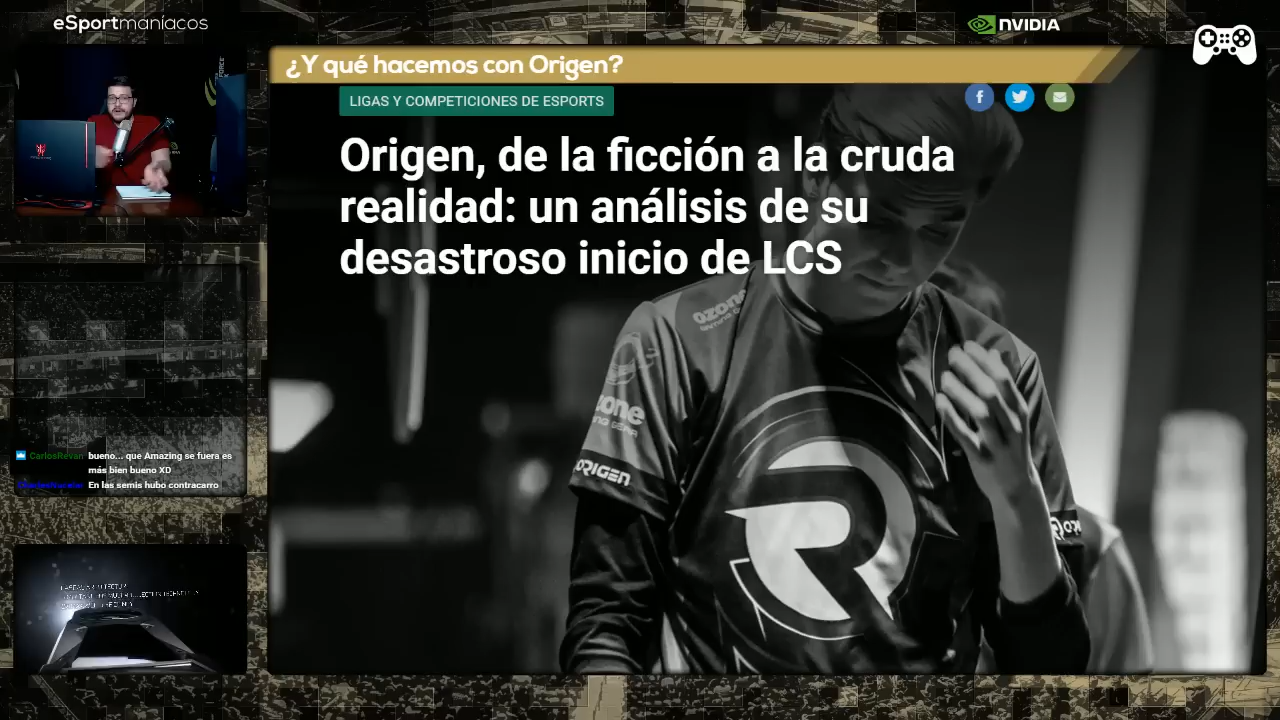 eSportmaníacos
NVIDIA
¿Y qué hacemos con Origen?
LIGAS Y COMPETICIONES DE ESPORTS
Origen, de la ficción a la cruda
realidad: un análisis de su
desastroso inicio de LCS
ozone
ozone
ORIGEN
CarlosRevan bueno... que Amazing se fuera es
más bien bueno XD
En las semis hubo contracarro